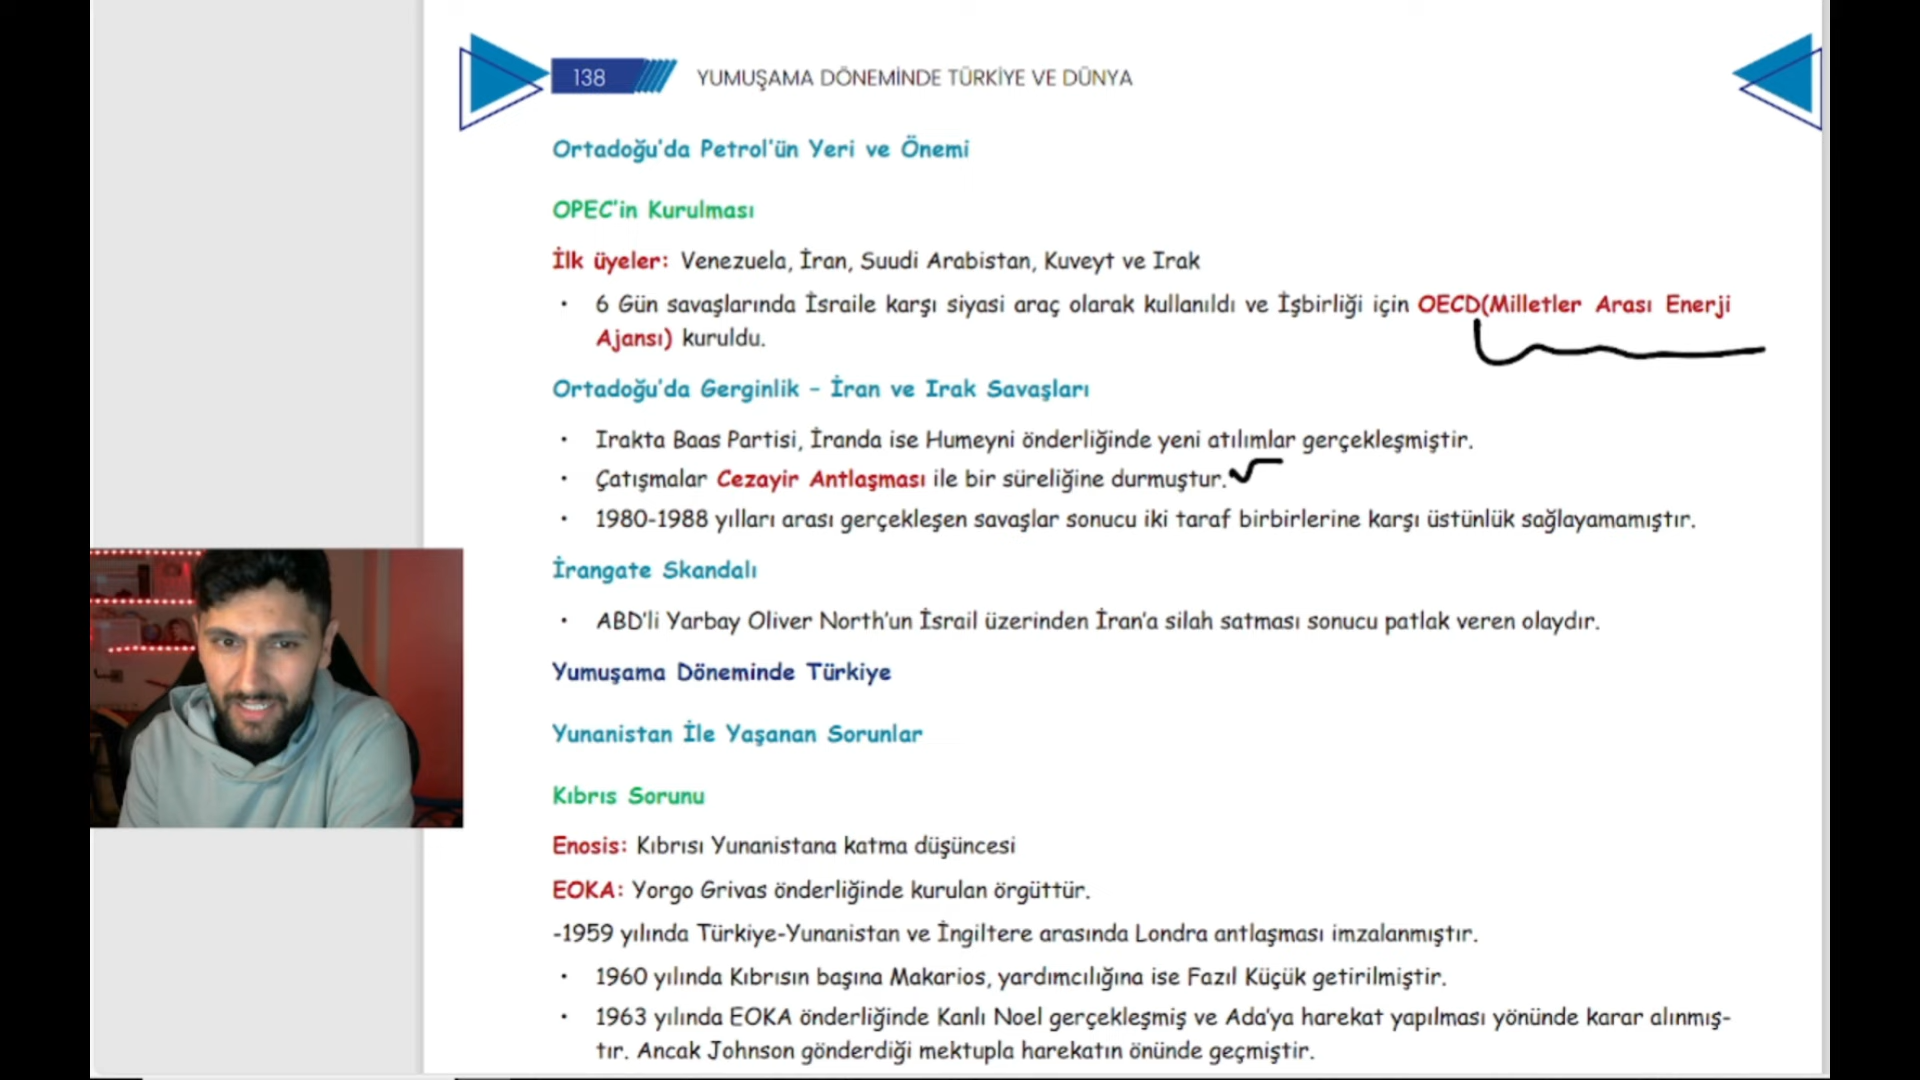 138 YUMUŞAMA DÖNEMİNDE TÜRKİYE VE DÜNYA
Ortadoğu'da Petrol'ün Yeri ve Önemi
OPEC'in Kurulması
İlk üyeler: Venezuela, İran, Suudi Arabistan, Kuveyt ve Irak
• 6 Gün savaşlarında İsraile karşı siyasi araç olarak kullanıldı ve İşbirliği için OECD(Milletler Arası Enerji
Ajansı) kuruldu.
Ortadoğu'da Gerginlik - İran ve Irak Savaşları
• Irakta Baas Partisi, İranda ise Humeyni önderliğinde yeni atılımlar gerçekleşmiştir.
• Çatışmalar Cezayir Antlaşması ile bir süreliğine durmuştur.
• 1980-1988 yılları arası gerçekleşen savaşlar sonucu iki taraf birbirlerine karşı üstünlük sağlayamamıştır.
İrangate Skandalı
• ABD'li Yarbay Oliver North'un İsrail üzerinden İran'a silah satması sonucu patlak veren olaydır.
Yumuşama Döneminde Türkiye
Yunanistan İle Yaşanan Sorunlar
Kıbrıs Sorunu
Enosis: Kıbrısı Yunanistana katma düşüncesi
EOKA: Yorgo Grivas önderliğinde kurulan örgüttür.
-1959 yılında Türkiye-Yunanistan ve İngiltere arasında Londra antlaşması imzalanmıştır.
• 1960 yılında Kıbrısın başına Makarios, yardımcılığına ise Fazıl Küçük getirilmiştir.
• 1963 yılında EOKA önderliğinde Kanlı Noel gerçekleşmiş ve Ada'ya harekat yapılması yönünde karar alınmış-
tır. Ancak Johnson gönderdiği mektupla harekatın önünde geçmiştir.